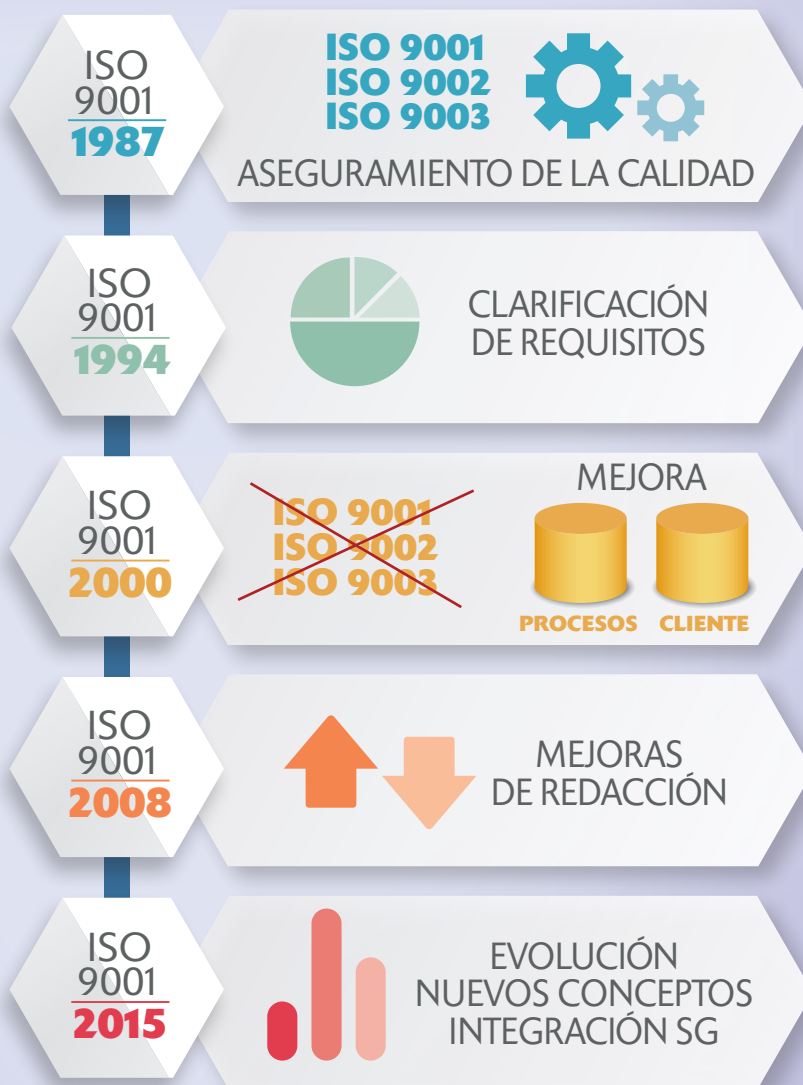 ISO
9001
1987
ISO 9001
ISO 9002
ISO 9003
ASEGURAMIENTO DE LA CALIDAD
ISO
9001
1994
CLARIFICACIÓN
DE REQUISITOS
ISO
9001
2000
ISO 9001
ISO 9002
ISO 9003
MEJORA
PROCESOS CLIENTE
ISO
9001
2008
MEJORAS
DE REDACCIÓN
ISO
9001
2015
EVOLUCIÓN
NUEVOS CONCEPTOS
INTEGRACIÓN SG